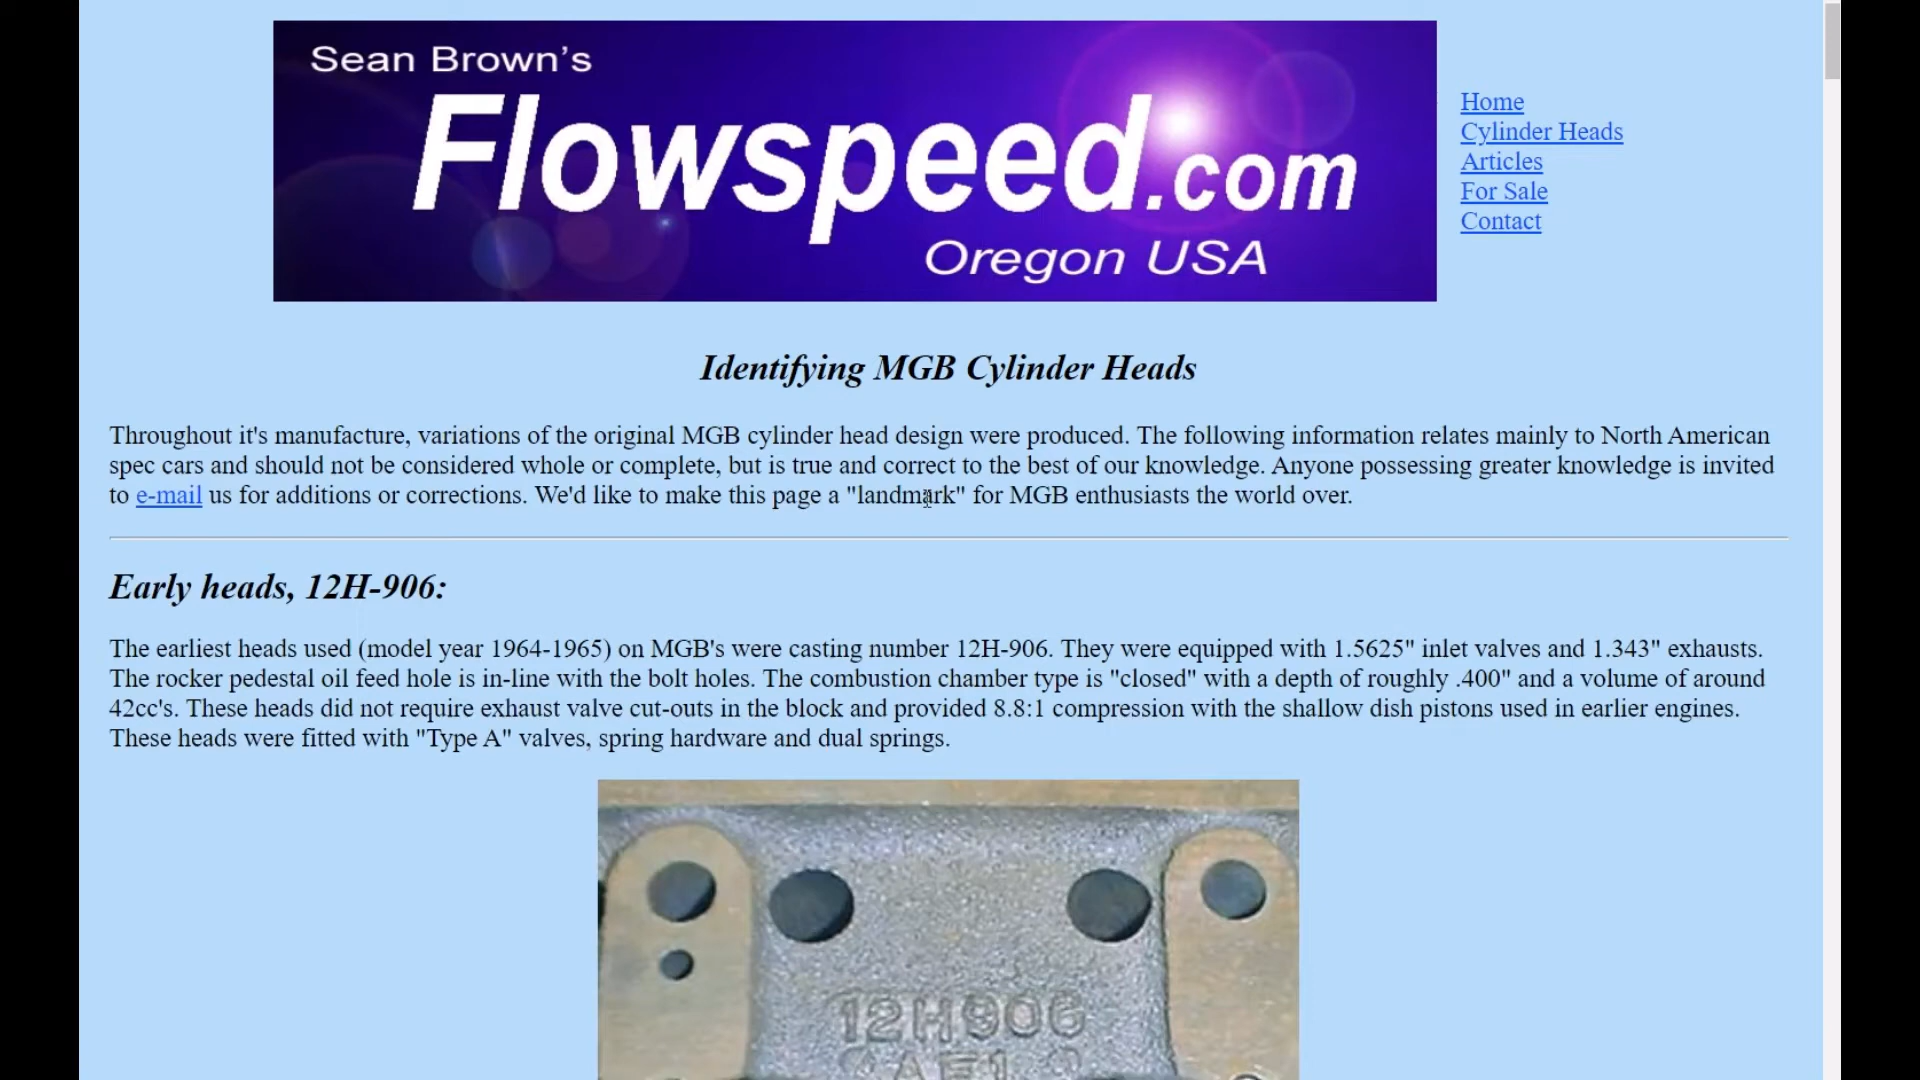 Sean Brown's
Flowspeed.com
Oregon USA
Home
Cylinder Heads
Articles
For Sale
Contact
Identifying MGB Cylinder Heads
Throughout it's manufacture, variations of the original MGB cylinder head design were produced. The following information relates mainly to North American
spec cars and should not be considered whole or complete, but is true and correct to the best of our knowledge. Anyone possessing greater knowledge is invited
to e-mail us for additions or corrections. We'd like to make this page a "landmark" for MGB enthusiasts the world over.
Early heads, 12H-906:
The earliest heads used (model year 1964-1965) on MGB's were casting number 12H-906. They were equipped with 1.5625" inlet valves and 1.343" exhausts.
The rocker pedestal oil feed hole is in-line with the bolt holes. The combustion chamber type is "closed" with a depth of roughly .400" and a volume of around
42cc's. These heads did not require exhaust valve cut-outs in the block and provided 8.8:1 compression with the shallow dish pistons used in earlier engines.
These heads were fitted with "Type A" valves, spring hardware and dual springs.
12H906